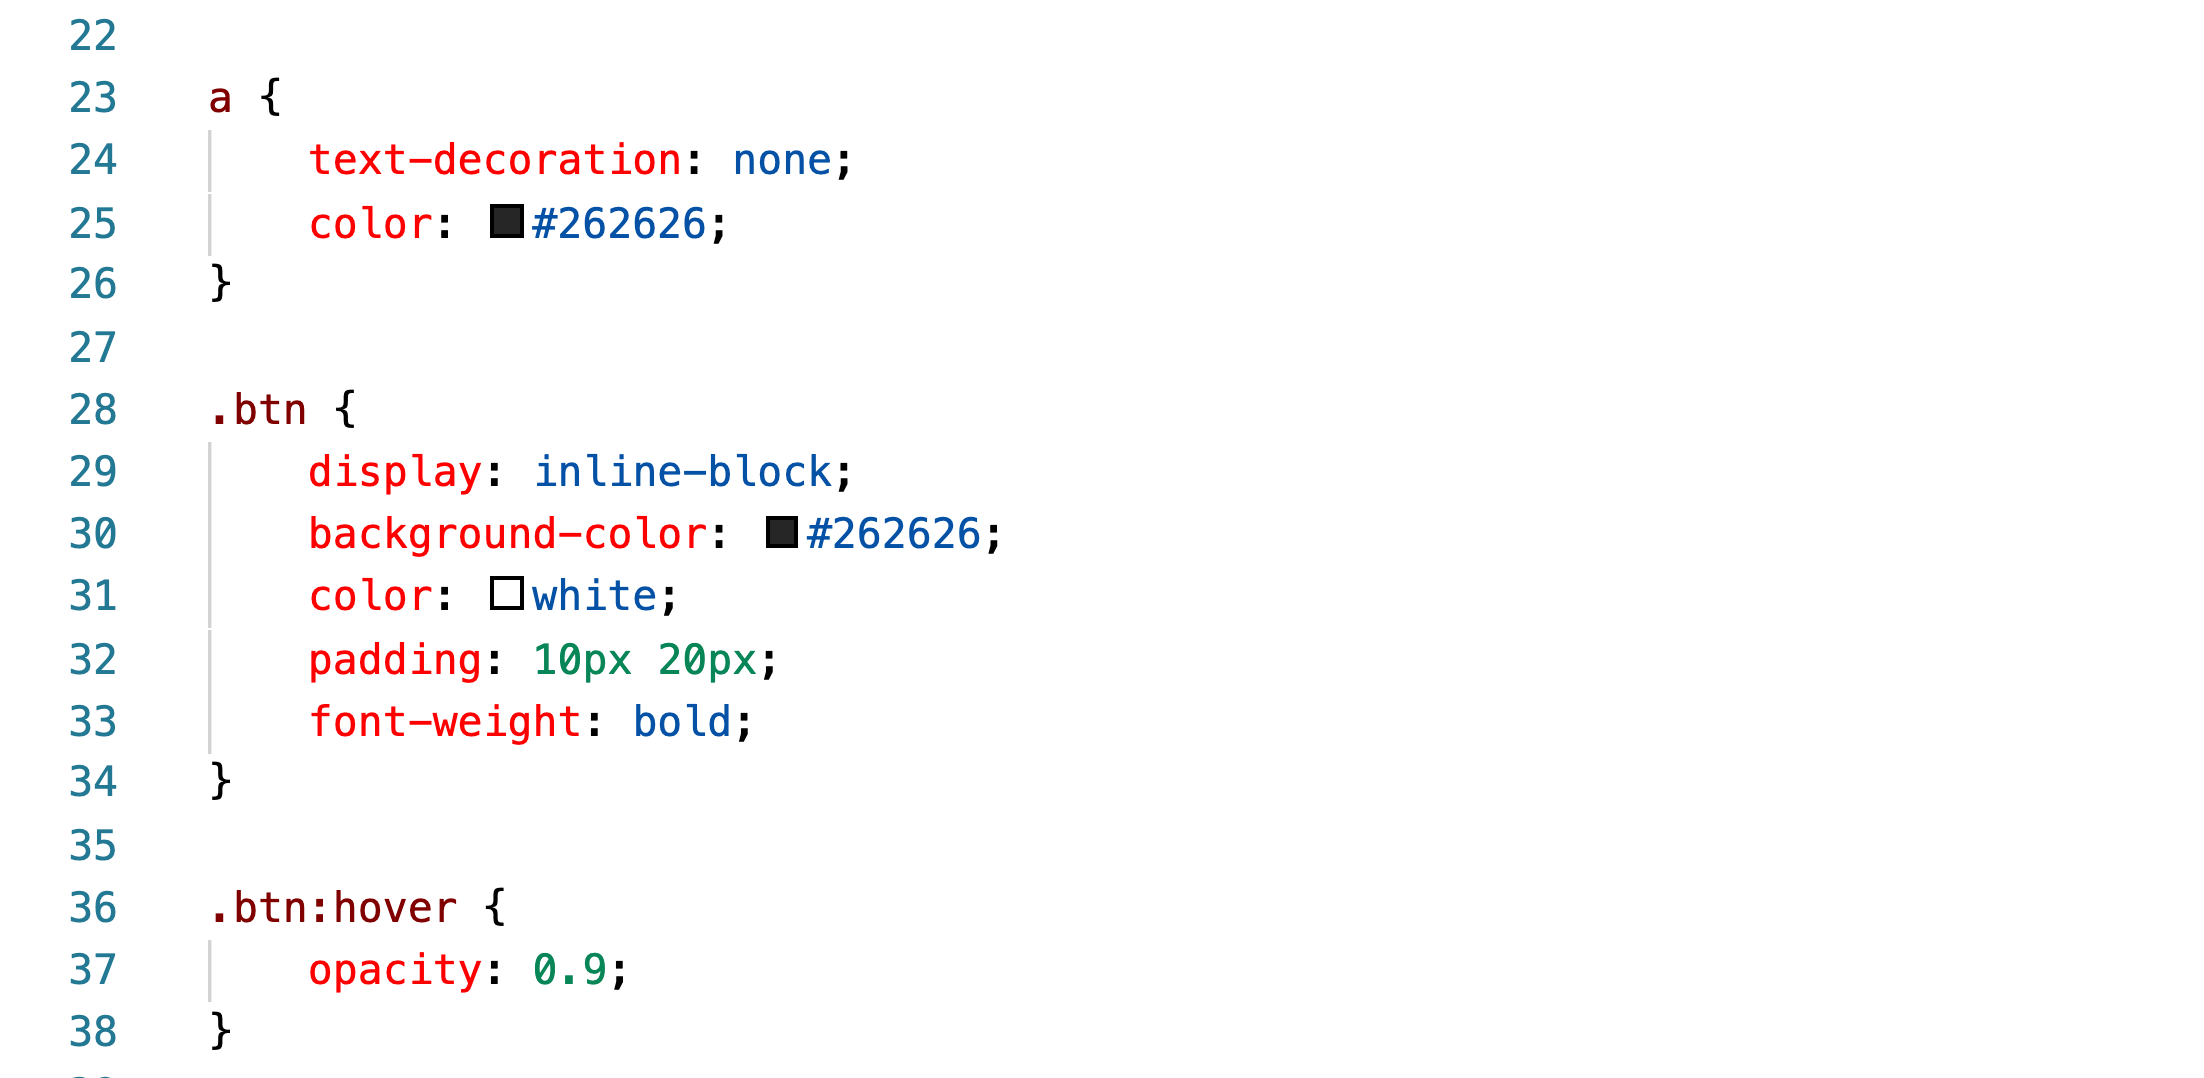 22
23 a {
24 text-decoration: none;
25 color: #262626;
26 }
27
28 .btn {
29 display: inline-block;
30 background-color: #262626;
31 color: white;
32 padding: 10px 20px;
33 font-weight: bold;
34 }
35
36 .btn:hover {
37 opacity: 0.9;
38 }